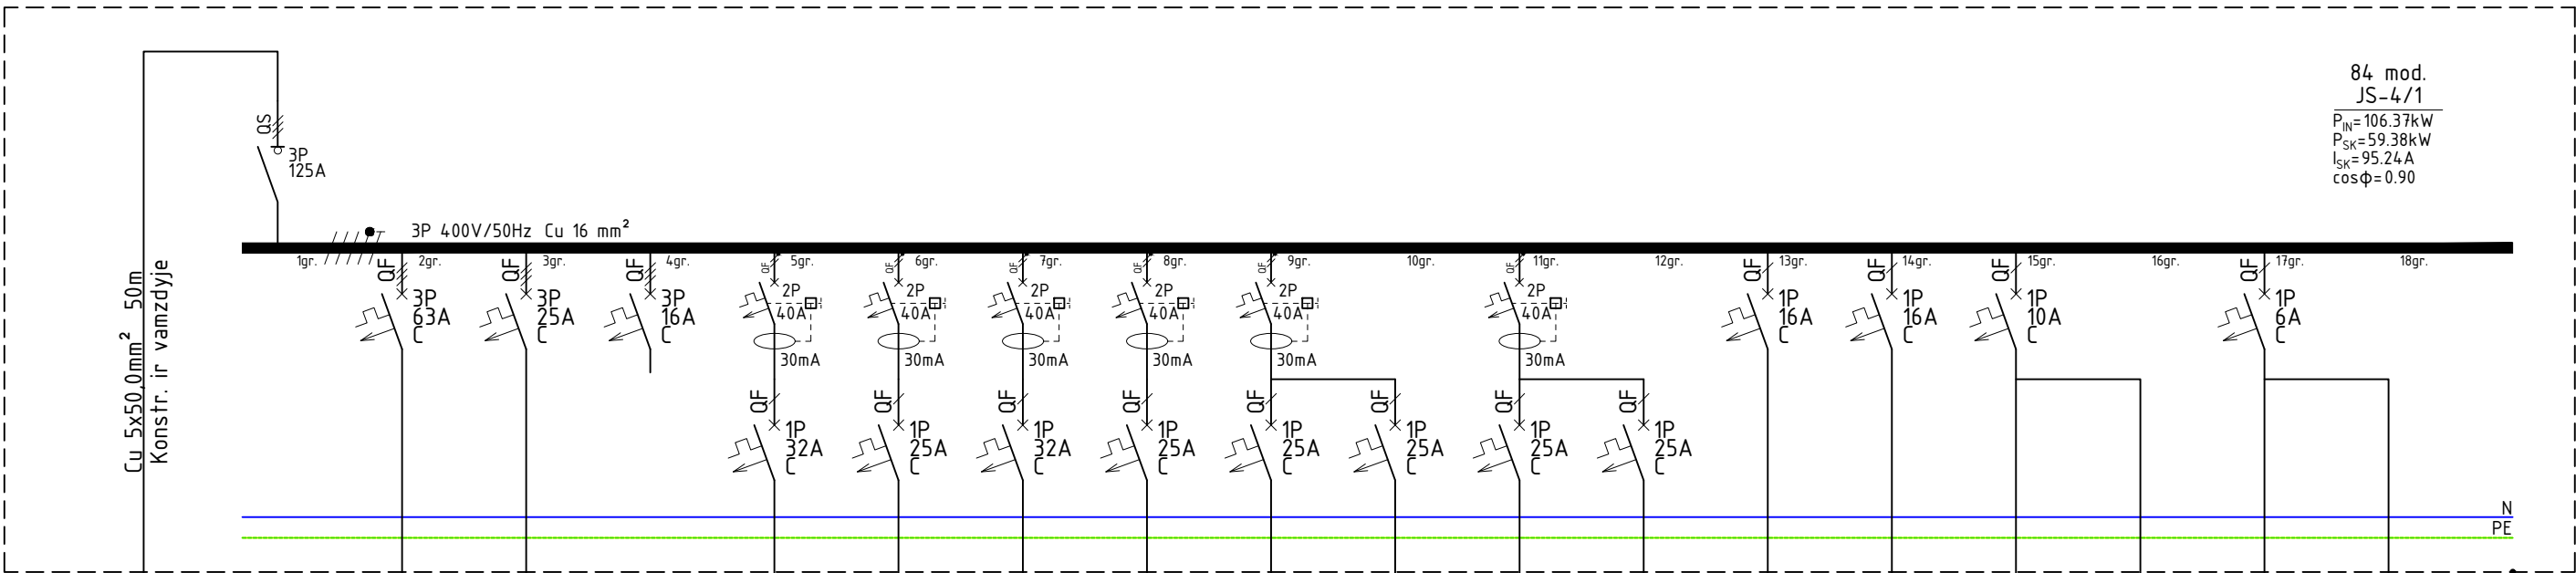 84 mod.
JS-4/1
PIN=106.37kW
PSK=59.38kW
ISK=95.24A
cosϕ=0.90
Cu 5x50,0mm² 50m
Konstr. ir vamzdyje
QS
3P
125A
3P 400V/50Hz Cu 16 mm²
1gr.
QF
2gr.
3P
63A
C
QF
3gr.
3P
25A
C
QF
4gr.
3P
16A
C
QF
5gr.
2P
40A
30mA
QF
1P
32A
C
QF
6gr.
2P
40A
30mA
QF
1P
25A
C
QF
7gr.
2P
40A
30mA
QF
1P
32A
C
QF
8gr.
2P
40A
30mA
QF
1P
25A
C
QF
9gr.
2P
40A
30mA
QF
1P
25A
C
10gr.
QF
1P
25A
C
QF
11gr.
2P
40A
30mA
QF
1P
25A
C
12gr.
QF
1P
25A
C
QF
13gr.
1P
16A
C
QF
14gr.
1P
16A
C
QF
15gr.
1P
10A
C
16gr.
QF
17gr.
1P
6A
C
18gr.
N
PE